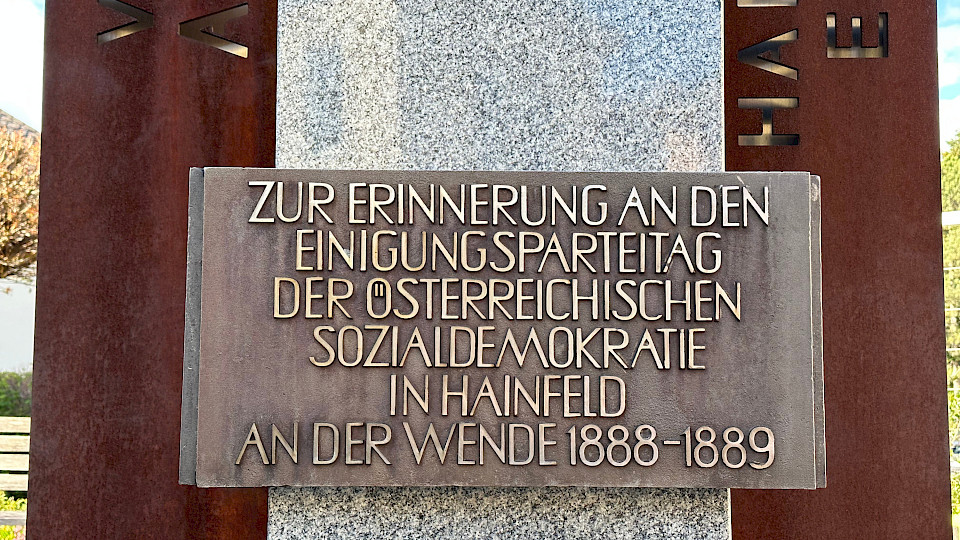 ZUR ERINNERUNG AN DEN
EINIGUNGSPARTEITAG
DER ÖSTERREICHISCHEN
SOZIALDEMOKRATIE
IN HAINFELD
AN DER WENDE 1888-1889